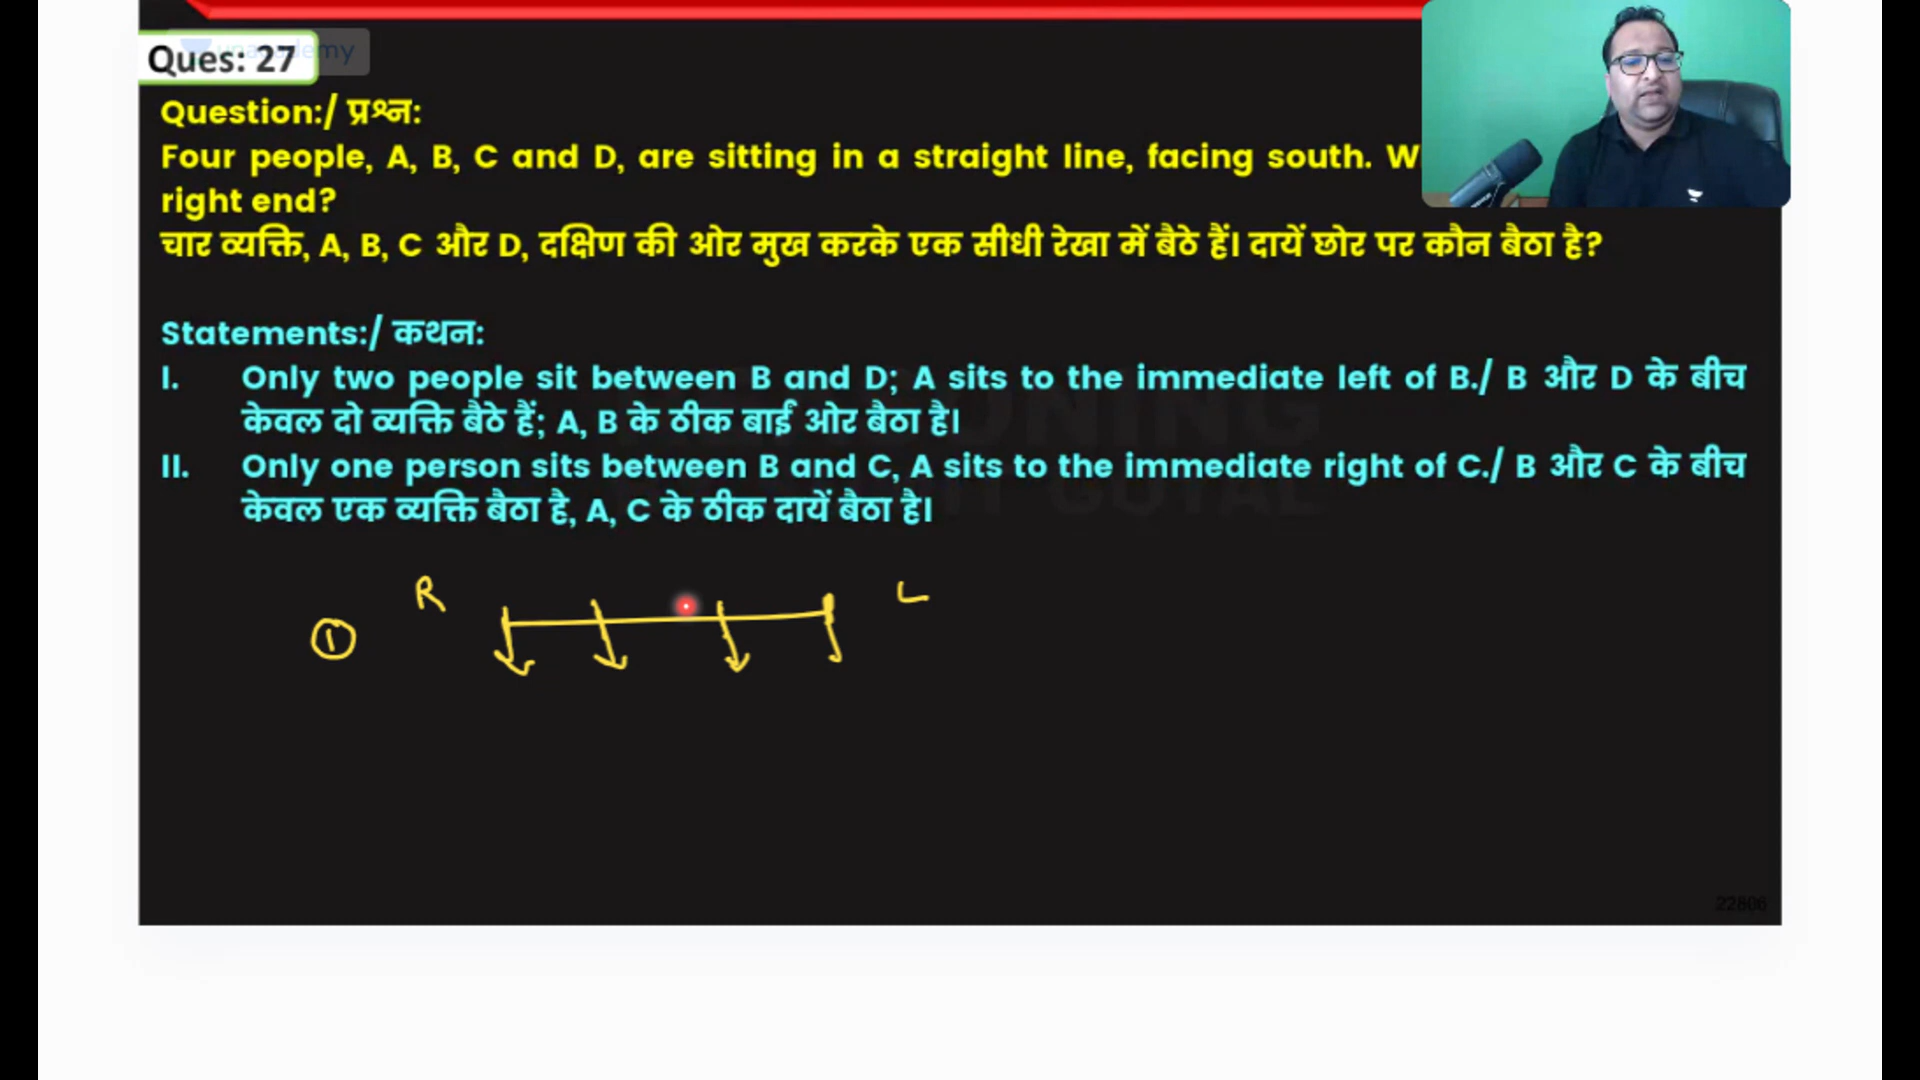 Ques: 27
Question:/ प्रश्न:
Four people, A, B, C and D, are sitting in a straight line, facing south.
right end?
चार व्यक्ति, A, B, C और D, दक्षिण की ओर मुख करके एक सीधी रेखा में बैठे हैं। दायें छोर पर कौन बैठा है?
Statements:/ कथन:
I. Only two people sit between B and D; A sits to the immediate left of B./ B और D के बीच
केवल दो व्यक्ति बैठे हैं; A, B के ठीक बाईं ओर बैठा है।
II. Only one person sits between B and C, A sits to the immediate right of C./ B और C के बीच
केवल एक व्यक्ति बैठा है, A, C के ठीक दायें बैठा है।
R L
1
22806